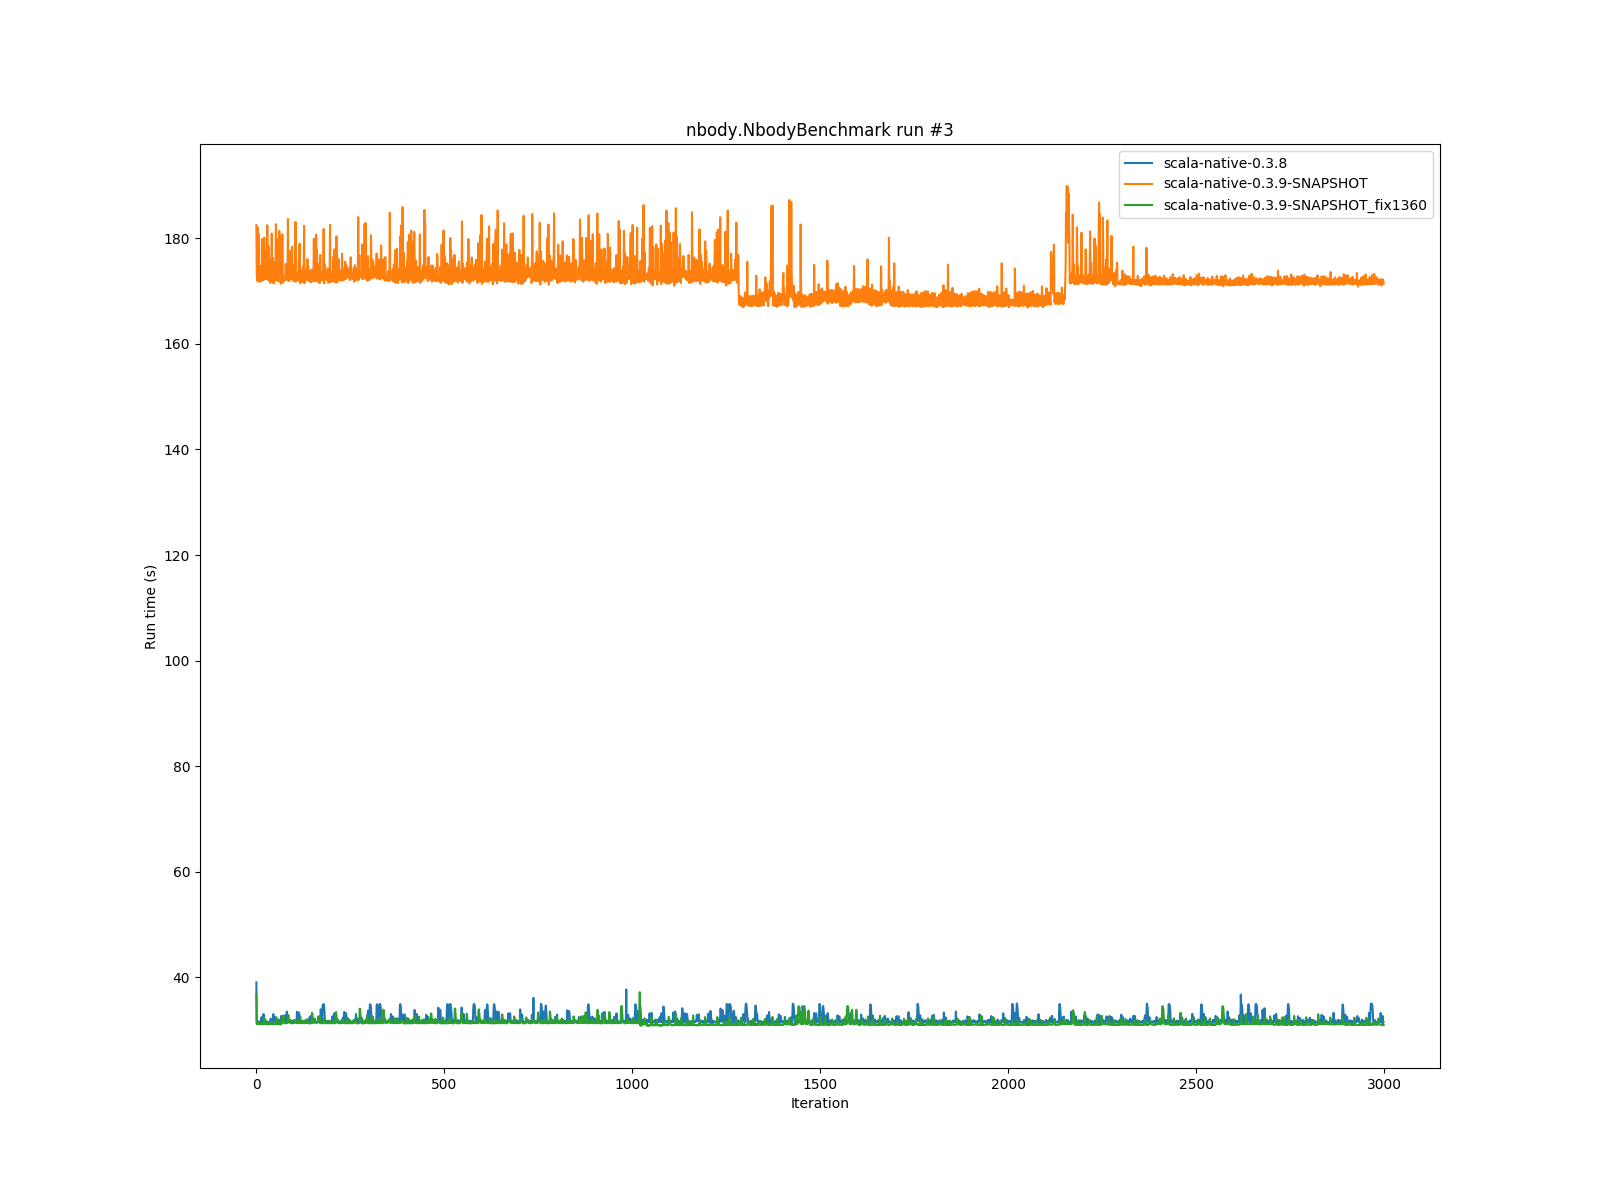 nbody.NbodyBenchmark run #3
scala-native-0.3.8
scala-native-0.3.9-SNAPSHOT
scala-native-0.3.9-SNAPSHOT_fix1360
Run time (s)
180
160
140
120
100
80
60
40
0 500 1000 1500 2000 2500 3000
Iteration